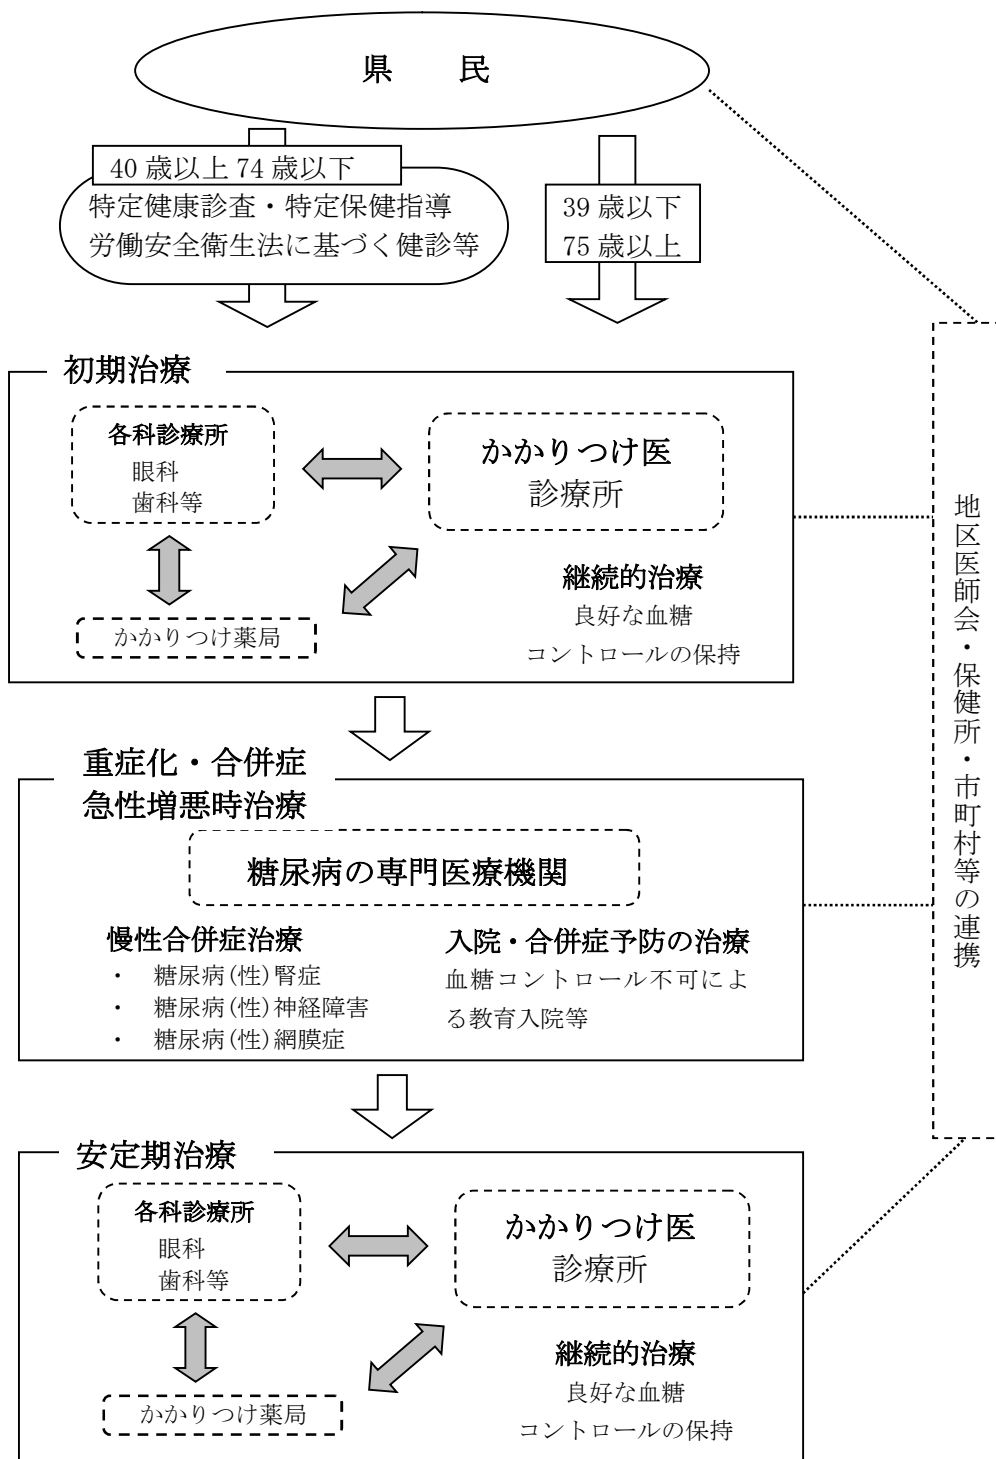 県　　民
40 歳以上 74 歳以下
特定健康診査・特定保健指導
労働安全衛生法に基づく健診等
39 歳以下
75 歳以上
初期治療
各科診療所
眼科
歯科等
かかりつけ医
診療所
かかりつけ薬局
継続的治療
良好な血糖
コントロールの保持
重症化・合併症
急性増悪時治療
糖尿病の専門医療機関
慢性合併症治療
・　糖尿病(性)腎症
・　糖尿病(性)神経障害
・　糖尿病(性)網膜症
入院・合併症予防の治療
血糖コントロール不可によ
る教育入院等
安定期治療
各科診療所
眼科
歯科等
かかりつけ医
診療所
かかりつけ薬局
継続的治療
良好な血糖
コントロールの保持
地区医師会・保健所・市町村等の連携